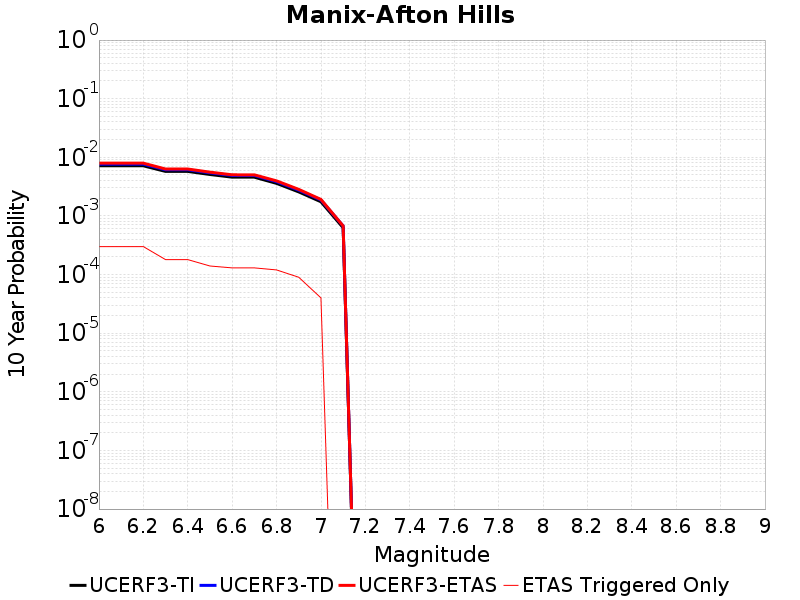 Manix-Afton Hills
10 Year Probability
10^0
10^-1
10^-2
10^-3
10^-4
10^-5
10^-6
10^-7
10^-8
6 6.2 6.4 6.6 6.8 7 7.2 7.4 7.6 7.8 8 8.2 8.4 8.6 8.8 9
Magnitude
UCERF3-TI UCERF3-TD UCERF3-ETAS ETAS Triggered Only